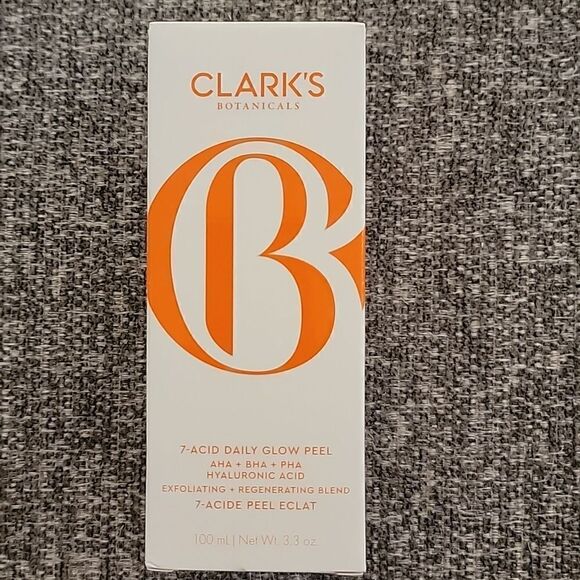 CLARK'S
BOTANICALS
CB
7-ACID DAILY GLOW PEEL
AHA + BHA + PHA
HYALURONIC ACID
EXFOLIATING + REGENERATING BLEND
7-ACIDE PEEL ECLAT
100 mL | Net Wt. 3.3 oz.